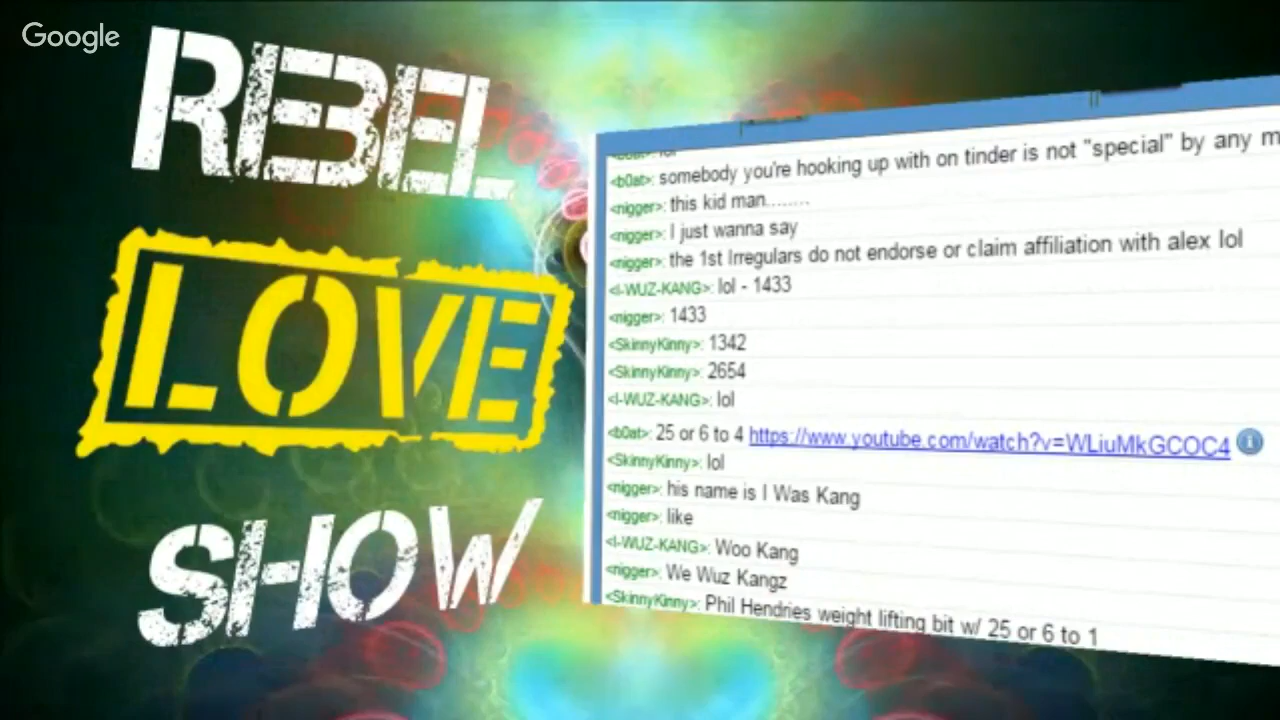 Google
REBEL
LOVE
SHOW
<b0at>: lol
<b0at>: somebody you're hooking up with on tinder is not "special" by any m
<nigger>: this kid man........
<nigger>: I just wanna say
<nigger>: the 1st Irregulars do not endorse or claim affiliation with alex lol
<I-WUZ-KANG>: lol - 1433
<nigger>: 1433
<SkinnyKinny>: 1342
<SkinnyKinny>: 2654
<I-WUZ-KANG>: lol
<b0at>: 25 or 6 to 4 https://www.youtube.com/watch?v=WLiuMkGCOC4
<SkinnyKinny>: lol
<nigger>: his name is I Was Kang
<nigger>: like
<I-WUZ-KANG>: Woo Kang
<nigger>: We Wuz Kangz
<SkinnyKinny>: Phil Hendries weight lifting bit w/ 25 or 6 to 1